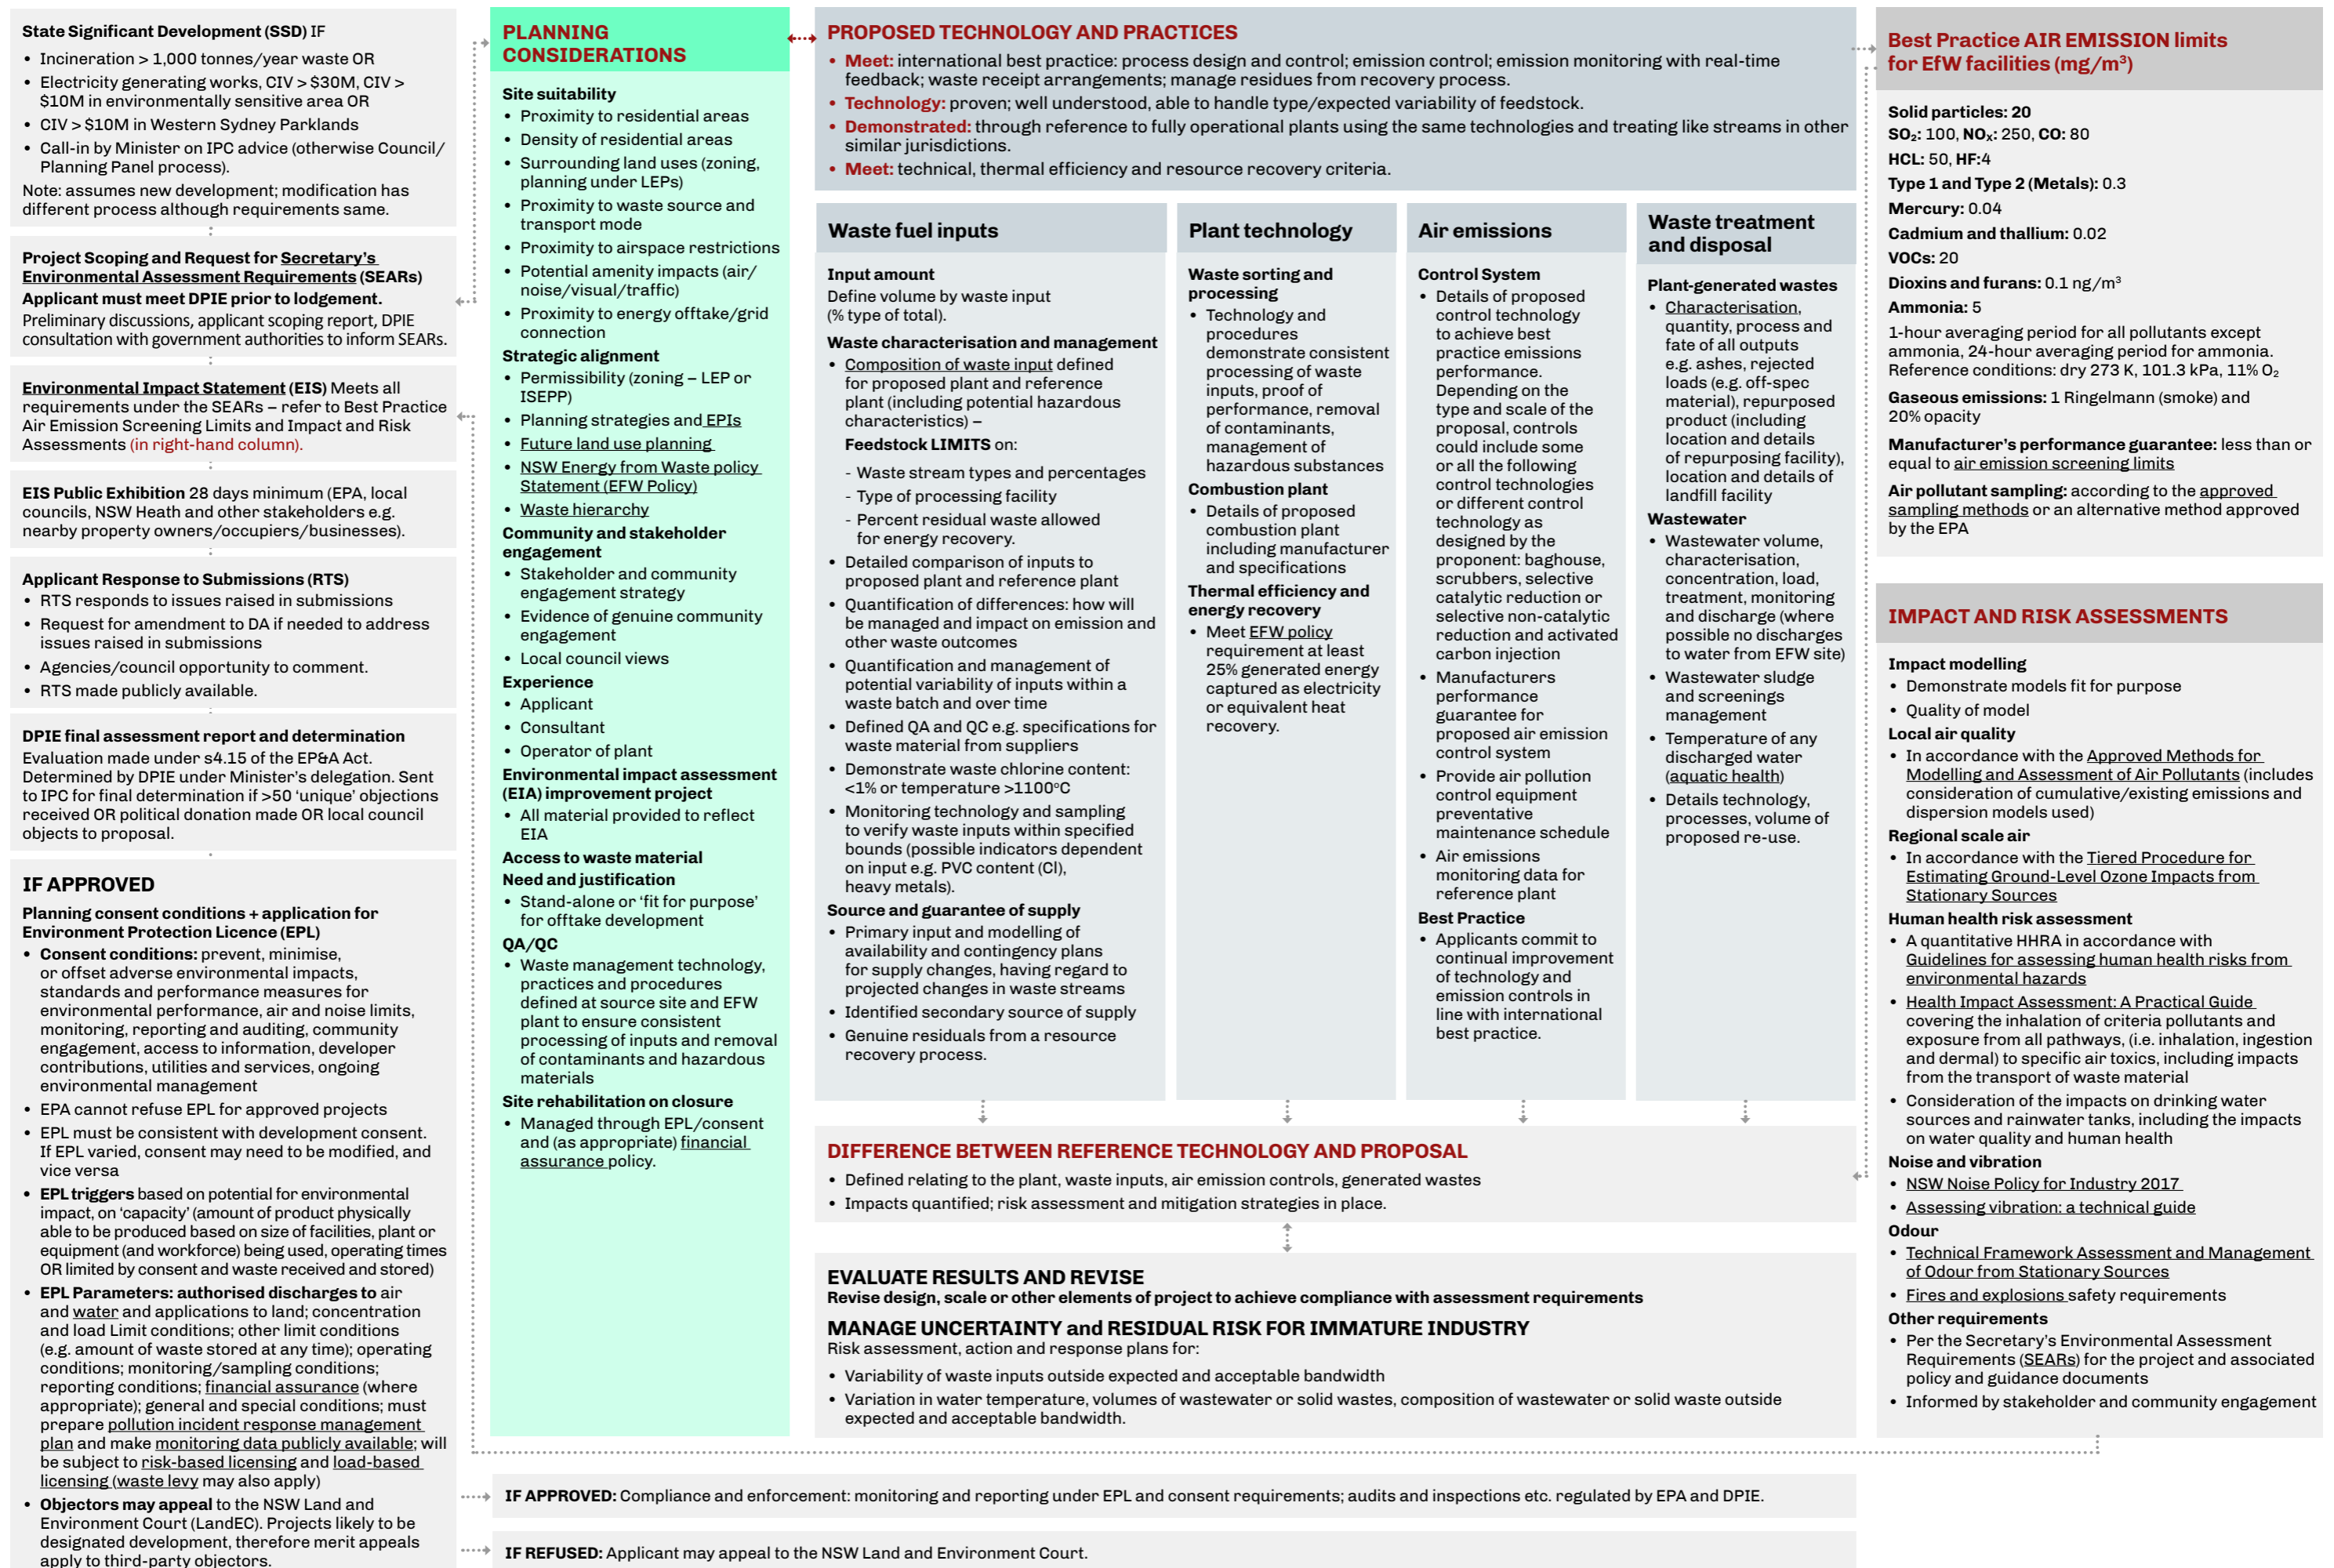 State Significant Development (SSD) IF
• Incineration > 1,000 tonnes/year waste OR
• Electricity generating works, CIV > $30M, CIV >
$10M in environmentally sensitive area OR
• CIV > $10M in Western Sydney Parklands
• Call-in by Minister on IPC advice (otherwise Council/
Planning Panel process).
Note: assumes new development; modification has
different process although requirements same.
Project Scoping and Request for Secretary's
Environmental Assessment Requirements (SEARs)
Applicant must meet DPIE prior to lodgement.
Preliminary discussions, applicant scoping report, DPIE
consultation with government authorities to inform SEARs.
Environmental Impact Statement (EIS) Meets all
requirements under the SEARs – refer to Best Practice
Air Emission Screening Limits and Impact and Risk
Assessments (in right-hand column).
EIS Public Exhibition 28 days minimum (EPA, local
councils, NSW Heath and other stakeholders e.g.
nearby property owners/occupiers/businesses).
Applicant Response to Submissions (RTS)
• RTS responds to issues raised in submissions
• Request for amendment to DA if needed to address
issues raised in submissions
• Agencies/council opportunity to comment.
• RTS made publicly available.
DPIE final assessment report and determination
Evaluation made under s4.15 of the EP&A Act.
Determined by DPIE under Minister's delegation. Sent
to IPC for final determination if >50 'unique' objections
received OR political donation made OR local council
objects to proposal.
IF APPROVED
Planning consent conditions + application for
Environment Protection Licence (EPL)
• Consent conditions: prevent, minimise,
or offset adverse environmental impacts,
standards and performance measures for
environmental performance, air and noise limits,
monitoring, reporting and auditing, community
engagement, access to information, developer
contributions, utilities and services, ongoing
environmental management
• EPA cannot refuse EPL for approved projects
• EPL must be consistent with development consent.
If EPL varied, consent may need to be modified, and
vice versa
• EPL triggers based on potential for environmental
impact, on 'capacity' (amount of product physically
able to be produced based on size of facilities, plant or
equipment (and workforce) being used, operating times
OR limited by consent and waste received and stored)
• EPL Parameters: authorised discharges to air
and water and applications to land; concentration
and load Limit conditions; other limit conditions
(e.g. amount of waste stored at any time); operating
conditions; monitoring/sampling conditions;
reporting conditions; financial assurance (where
appropriate); general and special conditions; must
prepare pollution incident response management
plan and make monitoring data publicly available; will
be subject to risk-based licensing and load-based
licensing (waste levy may also apply)
• Objectors may appeal to the NSW Land and
Environment Court (LandEC). Projects likely to be
designated development, therefore merit appeals
apply to third-party objectors.
PLANNING
CONSIDERATIONS
Site suitability
• Proximity to residential areas
• Density of residential areas
• Surrounding land uses (zoning,
planning under LEPs)
• Proximity to waste source and
transport mode
• Proximity to airspace restrictions
• Potential amenity impacts (air/
noise/visual/traffic)
• Proximity to energy offtake/grid
connection
Strategic alignment
• Permissibility (zoning – LEP or
ISEPP)
• Planning strategies and EPIs
• Future land use planning
• NSW Energy from Waste policy
Statement (EFW Policy)
• Waste hierarchy
Community and stakeholder
engagement
• Stakeholder and community
engagement strategy
• Evidence of genuine community
engagement
• Local council views
Experience
• Applicant
• Consultant
• Operator of plant
Environmental impact assessment
(EIA) improvement project
• All material provided to reflect
EIA
Access to waste material
Need and justification
• Stand-alone or 'fit for purpose'
for offtake development
QA/QC
• Waste management technology,
practices and procedures
defined at source site and EFW
plant to ensure consistent
processing of inputs and removal
of contaminants and hazardous
materials
Site rehabilitation on closure
• Managed through EPL/consent
and (as appropriate) financial
assurance policy.
PROPOSED TECHNOLOGY AND PRACTICES
• Meet: international best practice: process design and control; emission control; emission monitoring with real-time
feedback; waste receipt arrangements; manage residues from recovery process.
• Technology: proven; well understood, able to handle type/expected variability of feedstock.
• Demonstrated: through reference to fully operational plants using the same technologies and treating like streams in other
similar jurisdictions.
• Meet: technical, thermal efficiency and resource recovery criteria.
Waste fuel inputs
Input amount
Define volume by waste input
(% type of total).
Waste characterisation and management
• Composition of waste input defined
for proposed plant and reference
plant (including potential hazardous
characteristics) –
Feedstock LIMITS on:
- Waste stream types and percentages
- Type of processing facility
- Percent residual waste allowed
for energy recovery.
• Detailed comparison of inputs to
proposed plant and reference plant
• Quantification of differences: how will
be managed and impact on emission and
other waste outcomes
• Quantification and management of
potential variability of inputs within a
waste batch and over time
• Defined QA and QC e.g. specifications for
waste material from suppliers
• Demonstrate waste chlorine content:
<1% or temperature >1100°C
• Monitoring technology and sampling
to verify waste inputs within specified
bounds (possible indicators dependent
on input e.g. PVC content (Cl),
heavy metals).
Source and guarantee of supply
• Primary input and modelling of
availability and contingency plans
for supply changes, having regard to
projected changes in waste streams
• Identified secondary source of supply
• Genuine residuals from a resource
recovery process.
Plant technology
Waste sorting and
processing
• Technology and
procedures
demonstrate consistent
processing of waste
inputs, proof of
performance, removal
of contaminants,
management of
hazardous substances
Combustion plant
• Details of proposed
combustion plant
including manufacturer
and specifications
Thermal efficiency and
energy recovery
• Meet EFW policy
requirement at least
25% generated energy
captured as electricity
or equivalent heat
recovery.
Air emissions
Control System
• Details of proposed
control technology
to achieve best
practice emissions
performance.
Depending on the
type and scale of the
proposal, controls
could include some
or all the following
control technologies
or different control
technology as
designed by the
proponent: baghouse,
scrubbers, selective
catalytic reduction or
selective non-catalytic
reduction and activated
carbon injection
• Manufacturers
performance
guarantee for
proposed air emission
control system
• Provide air pollution
control equipment
preventative
maintenance schedule
• Air emissions
monitoring data for
reference plant
Best Practice
• Applicants commit to
continual improvement
of technology and
emission controls in
line with international
best practice.
Waste treatment
and disposal
Plant-generated wastes
• Characterisation,
quantity, process and
fate of all outputs
e.g. ashes, rejected
loads (e.g. off-spec
material), repurposed
product (including
location and details
of repurposing facility),
location and details of
landfill facility
Wastewater
• Wastewater volume,
characterisation,
concentration, load,
treatment, monitoring
and discharge (where
possible no discharges
to water from EFW site)
• Wastewater sludge
and screenings
management
• Temperature of any
discharged water
(aquatic health)
• Details technology,
processes, volume of
proposed re-use.
DIFFERENCE BETWEEN REFERENCE TECHNOLOGY AND PROPOSAL
• Defined relating to the plant, waste inputs, air emission controls, generated wastes
• Impacts quantified; risk assessment and mitigation strategies in place.
EVALUATE RESULTS AND REVISE
Revise design, scale or other elements of project to achieve compliance with assessment requirements
MANAGE UNCERTAINTY and RESIDUAL RISK FOR IMMATURE INDUSTRY
Risk assessment, action and response plans for:
• Variability of waste inputs outside expected and acceptable bandwidth
• Variation in water temperature, volumes of wastewater or solid wastes, composition of wastewater or solid waste outside
expected and acceptable bandwidth.
IF APPROVED: Compliance and enforcement: monitoring and reporting under EPL and consent requirements; audits and inspections etc. regulated by EPA and DPIE.
IF REFUSED: Applicant may appeal to the NSW Land and Environment Court.
Best Practice AIR EMISSION limits
for EfW facilities (mg/m³)
Solid particles: 20
SO₂: 100, NOₓ: 250, CO: 80
HCL: 50, HF:4
Type 1 and Type 2 (Metals): 0.3
Mercury: 0.04
Cadmium and thallium: 0.02
VOCs: 20
Dioxins and furans: 0.1 ng/m³
Ammonia: 5
1-hour averaging period for all pollutants except
ammonia, 24-hour averaging period for ammonia.
Reference conditions: dry 273 K, 101.3 kPa, 11% O₂
Gaseous emissions: 1 Ringelmann (smoke) and
20% opacity
Manufacturer's performance guarantee: less than or
equal to air emission screening limits
Air pollutant sampling: according to the approved
sampling methods or an alternative method approved
by the EPA
IMPACT AND RISK ASSESSMENTS
Impact modelling
• Demonstrate models fit for purpose
• Quality of model
Local air quality
• In accordance with the Approved Methods for
Modelling and Assessment of Air Pollutants (includes
consideration of cumulative/existing emissions and
dispersion models used)
Regional scale air
• In accordance with the Tiered Procedure for
Estimating Ground-Level Ozone Impacts from
Stationary Sources
Human health risk assessment
• A quantitative HHRA in accordance with
Guidelines for assessing human health risks from
environmental hazards
• Health Impact Assessment: A Practical Guide
covering the inhalation of criteria pollutants and
exposure from all pathways, (i.e. inhalation, ingestion
and dermal) to specific air toxics, including impacts
from the transport of waste material
• Consideration of the impacts on drinking water
sources and rainwater tanks, including the impacts
on water quality and human health
Noise and vibration
• NSW Noise Policy for Industry 2017
• Assessing vibration: a technical guide
Odour
• Technical Framework Assessment and Management
of Odour from Stationary Sources
• Fires and explosions safety requirements
Other requirements
• Per the Secretary's Environmental Assessment
Requirements (SEARs) for the project and associated
policy and guidance documents
• Informed by stakeholder and community engagement